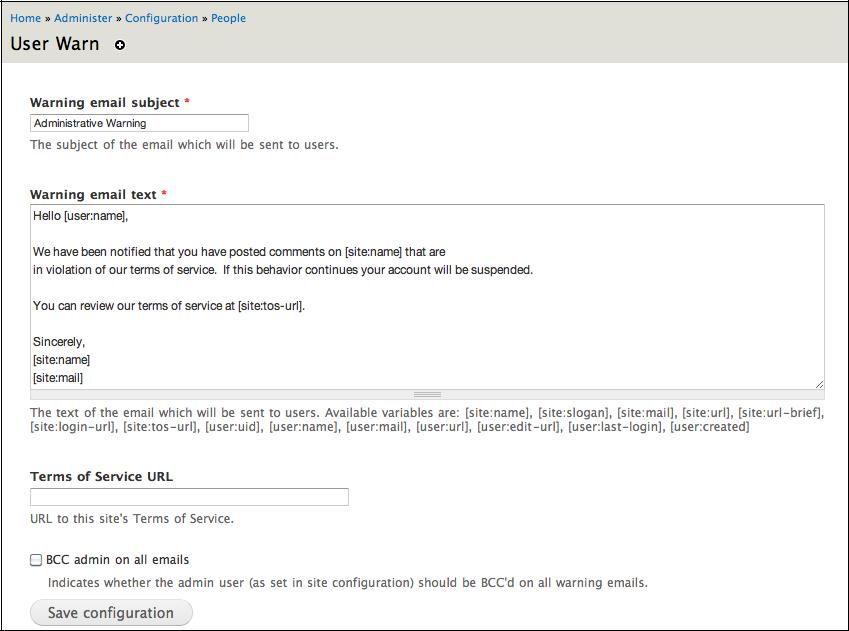 Home » Administer » Configuration » People
User Warn
Warning email subject *
Administrative Warning
The subject of the email which will be sent to users.
Warning email text *
Hello [user:name],
We have been notified that you have posted comments on [site:name] that are
in violation of our terms of service.  If this behavior continues your account will be suspended.
You can review our terms of service at [site:tos-url].
Sincerely,
[site:name]
[site:mail]
The text of the email which will be sent to users. Available variables are: [site:name], [site:slogan], [site:mail], [site:url], [site:url-brief],
[site:login-url], [site:tos-url], [user:uid], [user:name], [user:mail], [user:url], [user:edit-url], [user:last-login], [user:created]
Terms of Service URL
URL to this site's Terms of Service.
BCC admin on all emails
Indicates whether the admin user (as set in site configuration) should be BCC'd on all warning emails.
Save configuration